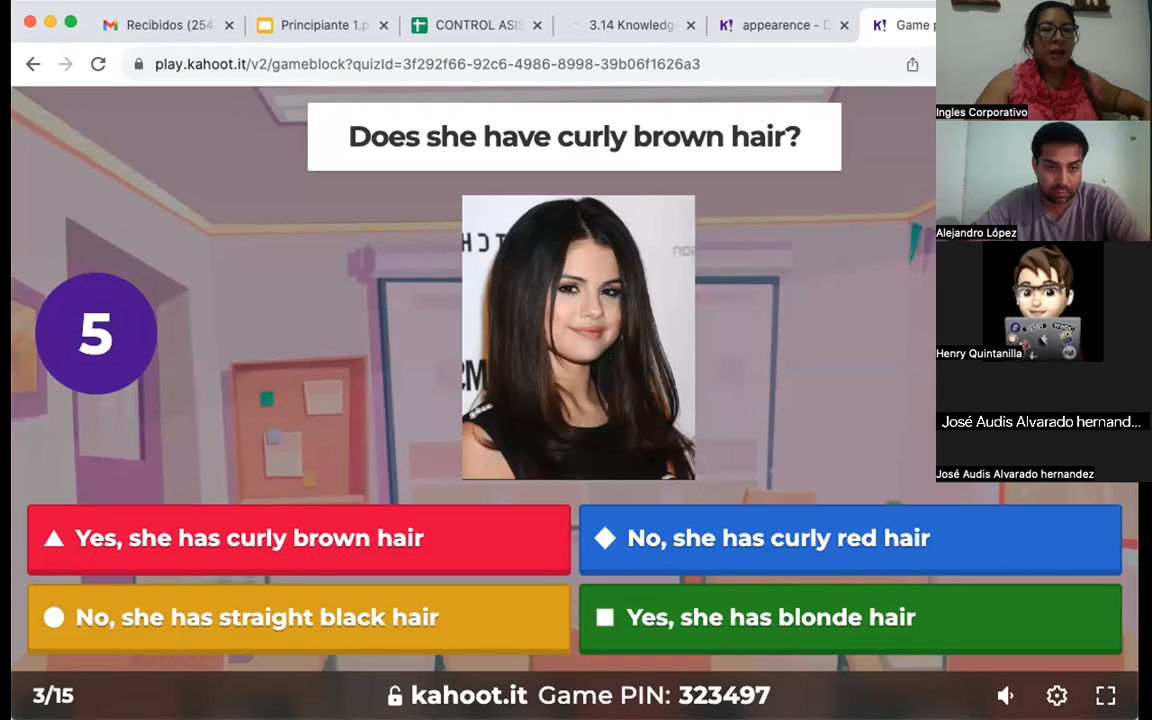 Recibidos (254
Principiante 1.p
CONTROL ASIS
3.14 Knowledg
K! appearence - D
K! Game p
play.kahoot.it/v2/gameblock?quizId=3f292f66-92c6-4986-8998-39b06f1626a3
Does she have curly brown hair?
5
Yes, she has curly brown hair
No, she has curly red hair
No, she has straight black hair
Yes, she has blonde hair
3/15
kahoot.it Game PIN: 323497
Ingles Corporativo
Alejandro López
Henry Quintanilla
José Audis Alvarado hernand...
José Audis Alvarado hernandez